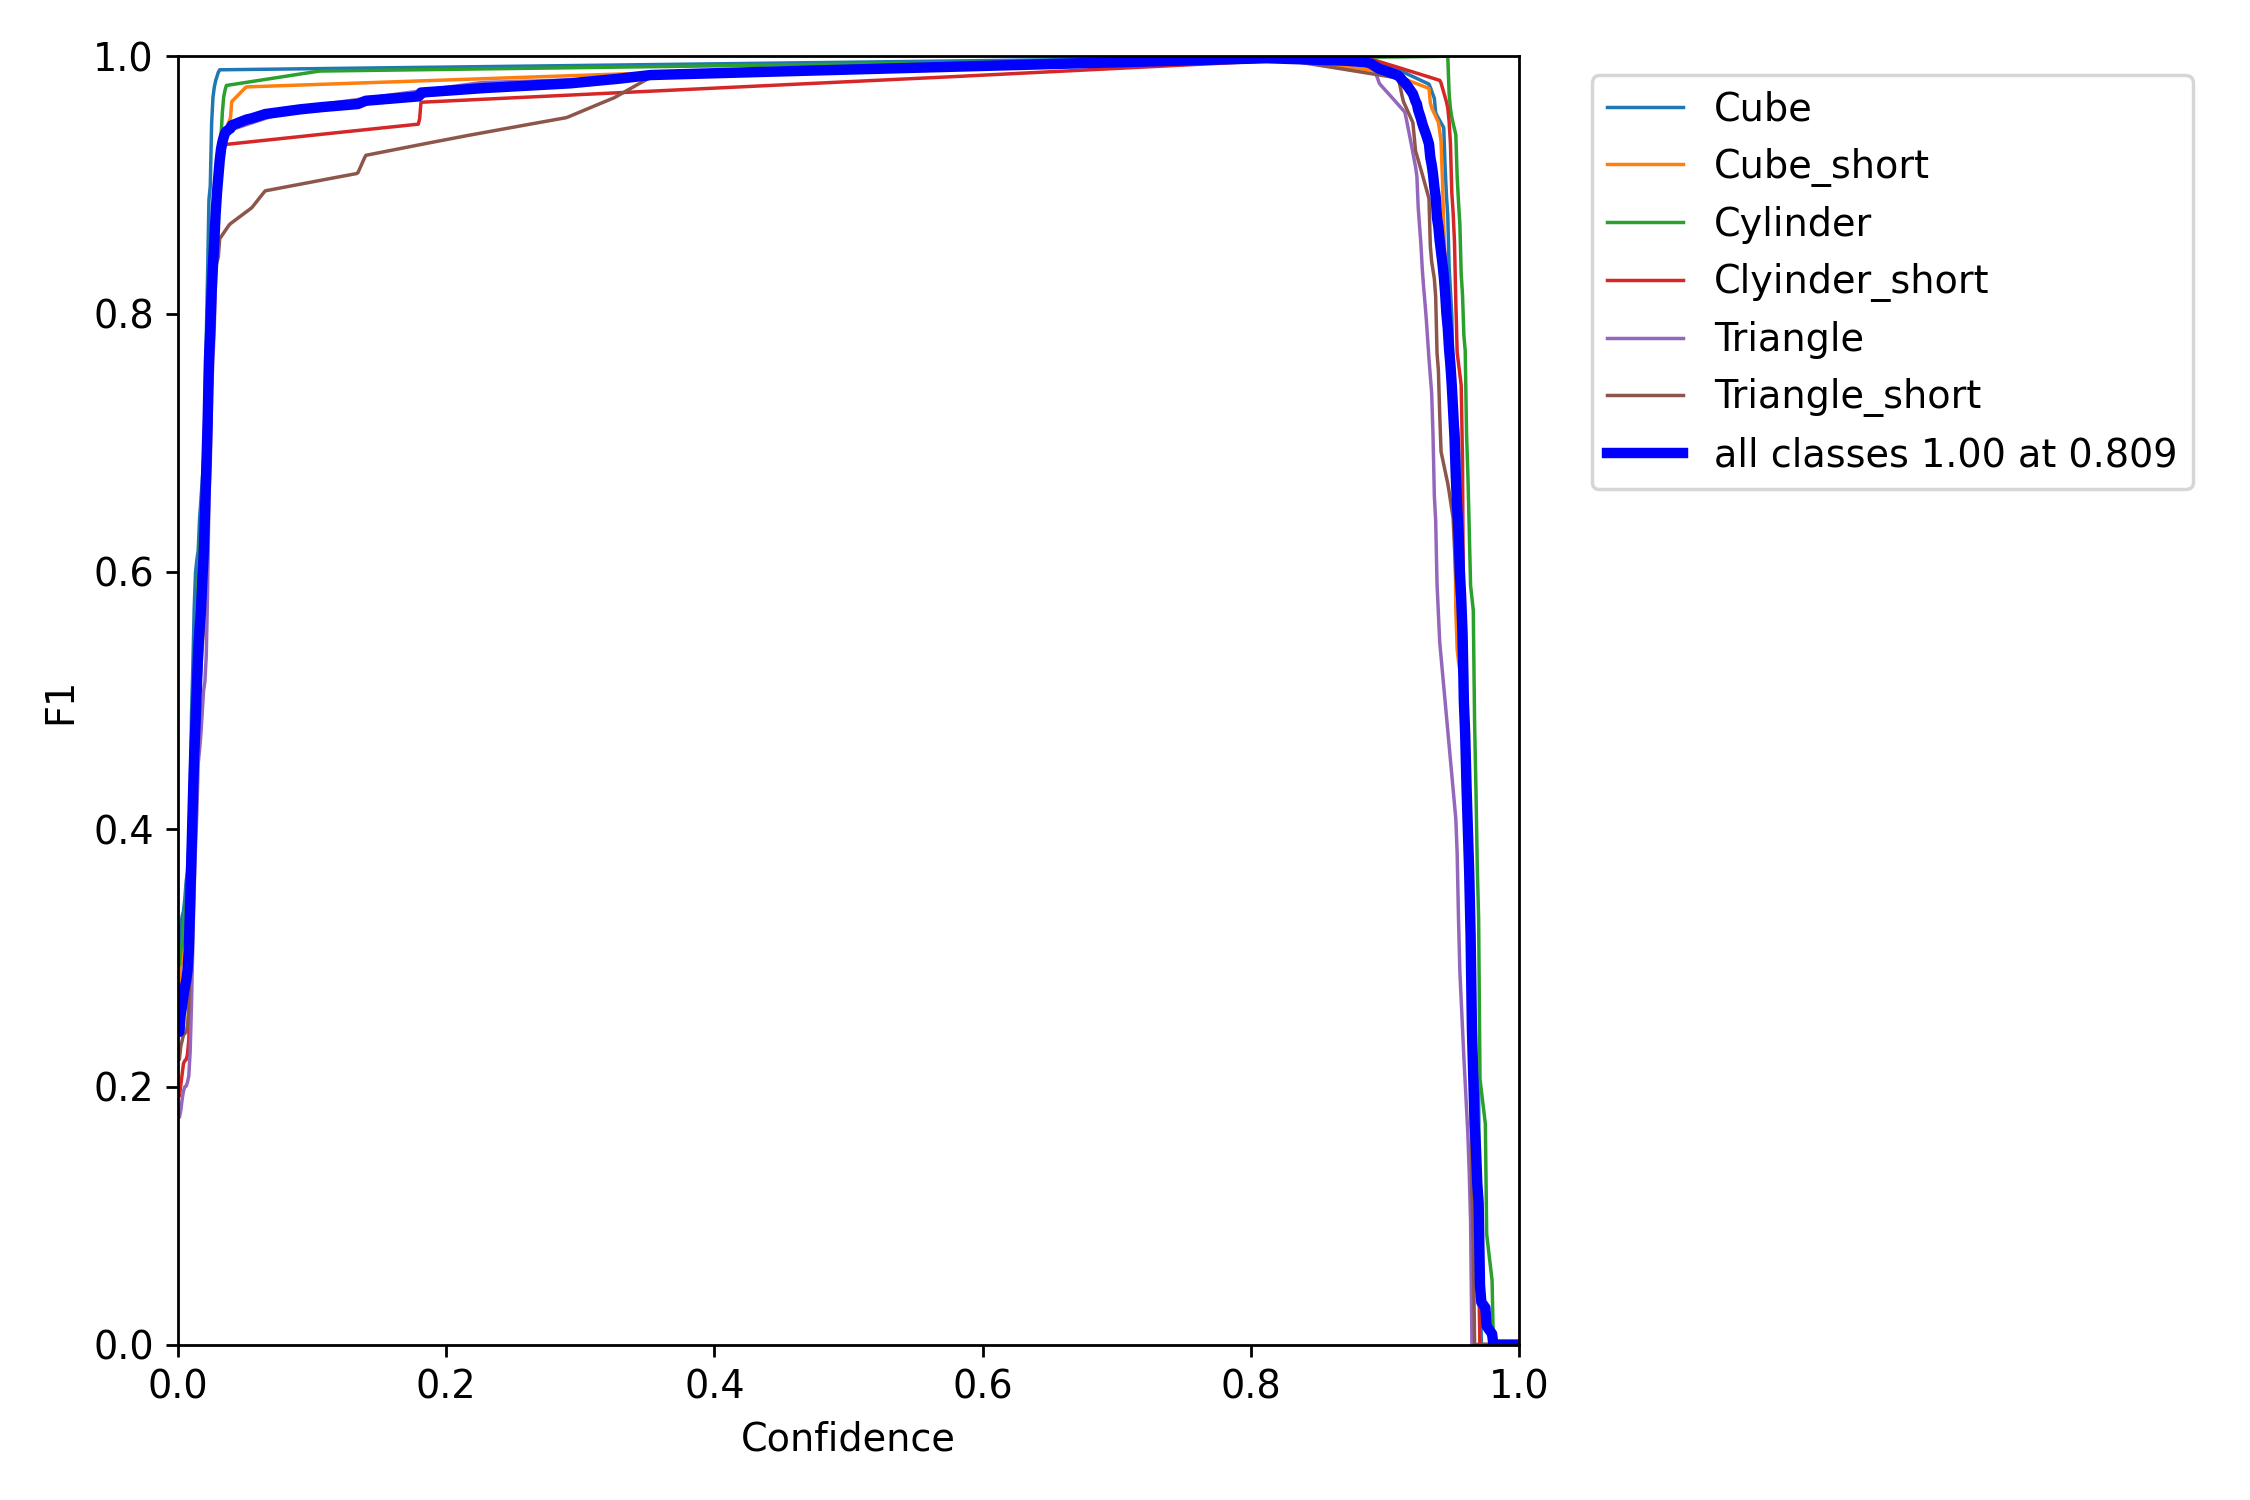 1.0
0.8
0.6
0.4
0.2
0.0
F1
0.0 0.2 0.4 0.6 0.8 1.0
Confidence
Cube
Cube_short
Cylinder
Clyinder_short
Triangle
Triangle_short
all classes 1.00 at 0.809